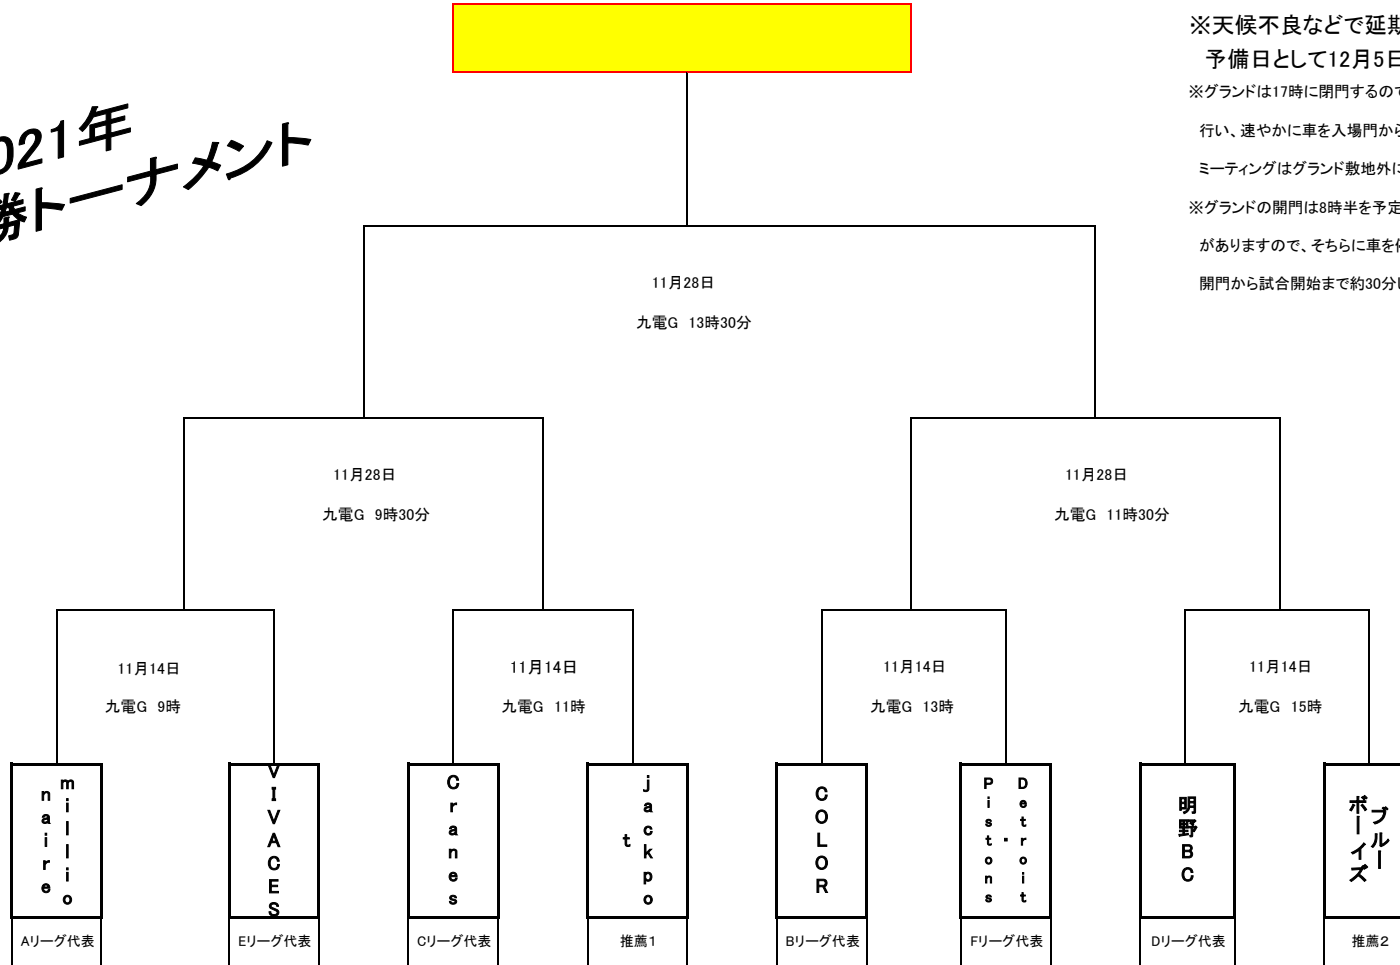 021年
勝トーナメント
※天候不良などで延期
予備日として12月5日
※グランドは17時に閉門するので
行い、速やかに車を入場門から
ミーティングはグランド敷地外に
※グランドの開門は8時半を予定
がありますので、そちらに車を停
開門から試合開始まで約30分し
11月28日
九電G 13時30分
11月28日
九電G 9時30分
11月28日
九電G 11時30分
11月14日
九電G 9時
11月14日
九電G 11時
11月14日
九電G 13時
11月14日
九電G 15時
millio
naire
VIVACES
Cranes
jackpo
t
COLOR
Detroit
・
Pistons
明野BC
ブルー
ボーイズ
Aリーグ代表
Eリーグ代表
Cリーグ代表
推薦1
Bリーグ代表
Fリーグ代表
Dリーグ代表
推薦2